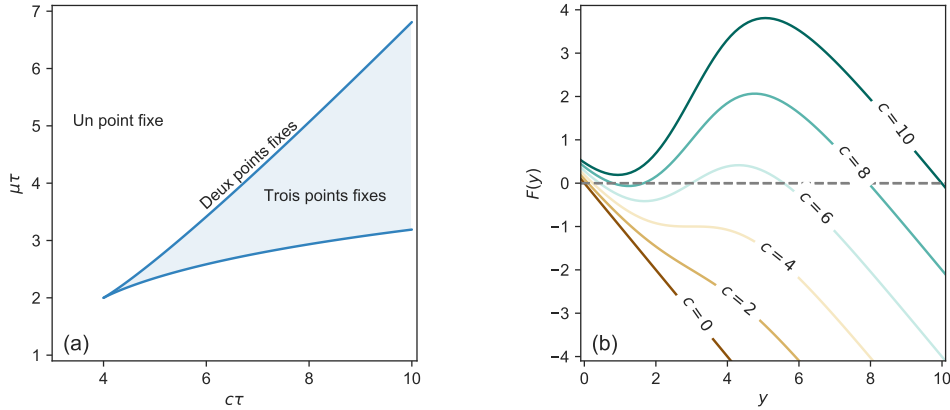 7
6
5
4
3
2
1
μτ
Un point fixe
Deux points fixes
Trois points fixes
(a)
4
6
8
10
cτ
4
3
2
1
0
−1
−2
−3
−4
F(y)
c = 10
c = 8
c = 6
c = 4
c = 2
c = 0
(b)
0
2
4
6
8
10
y